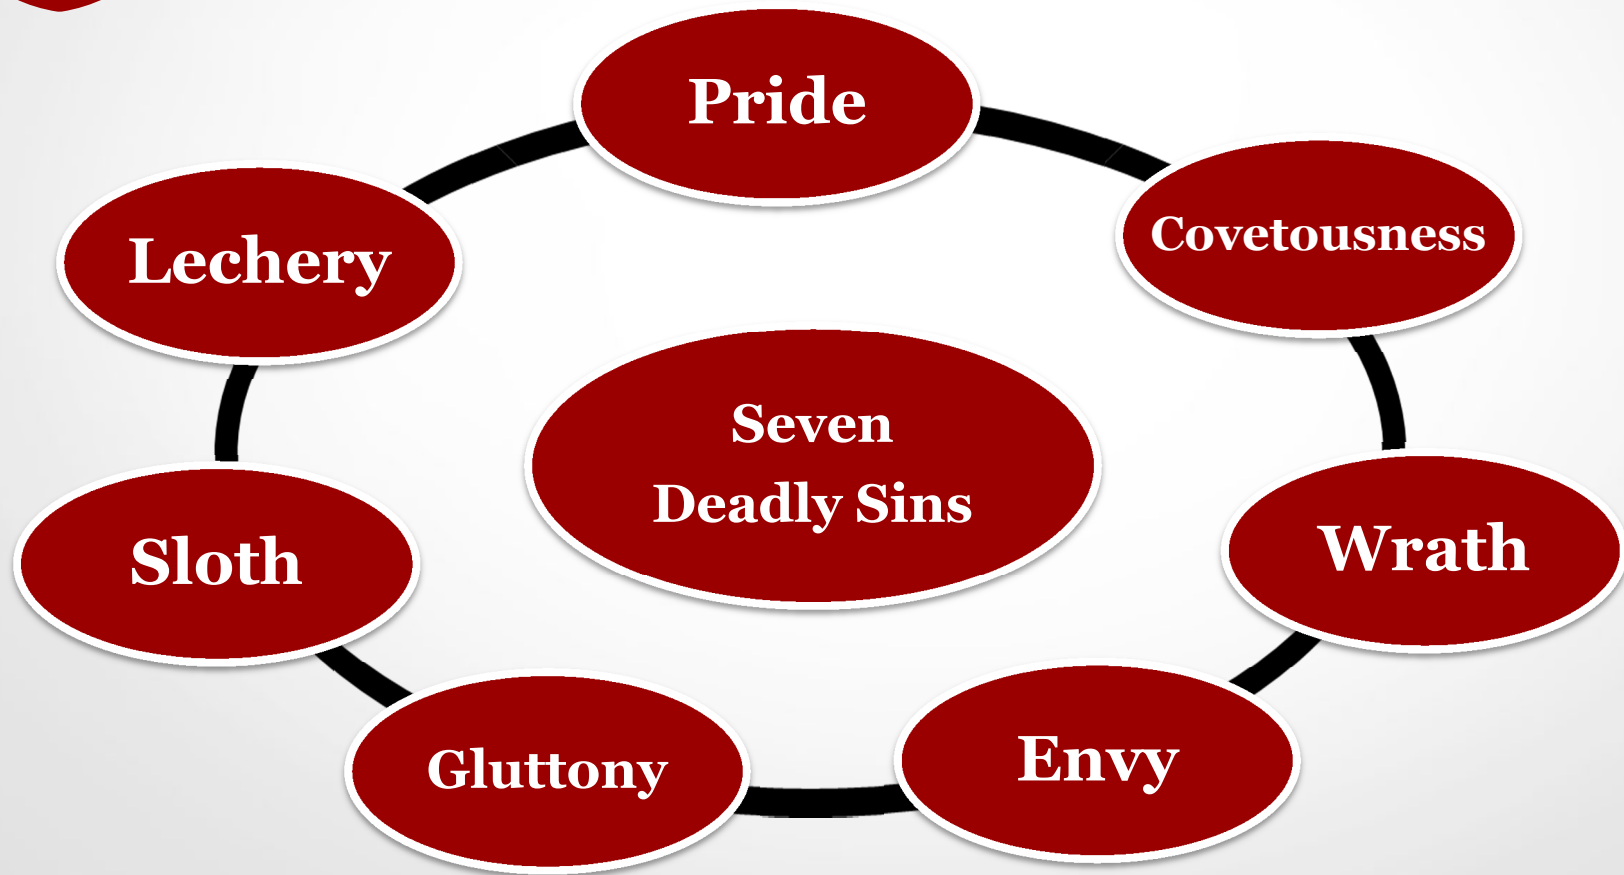 Pride
Covetousness
Lechery
Seven
Deadly Sins
Wrath
Sloth
Envy
Gluttony